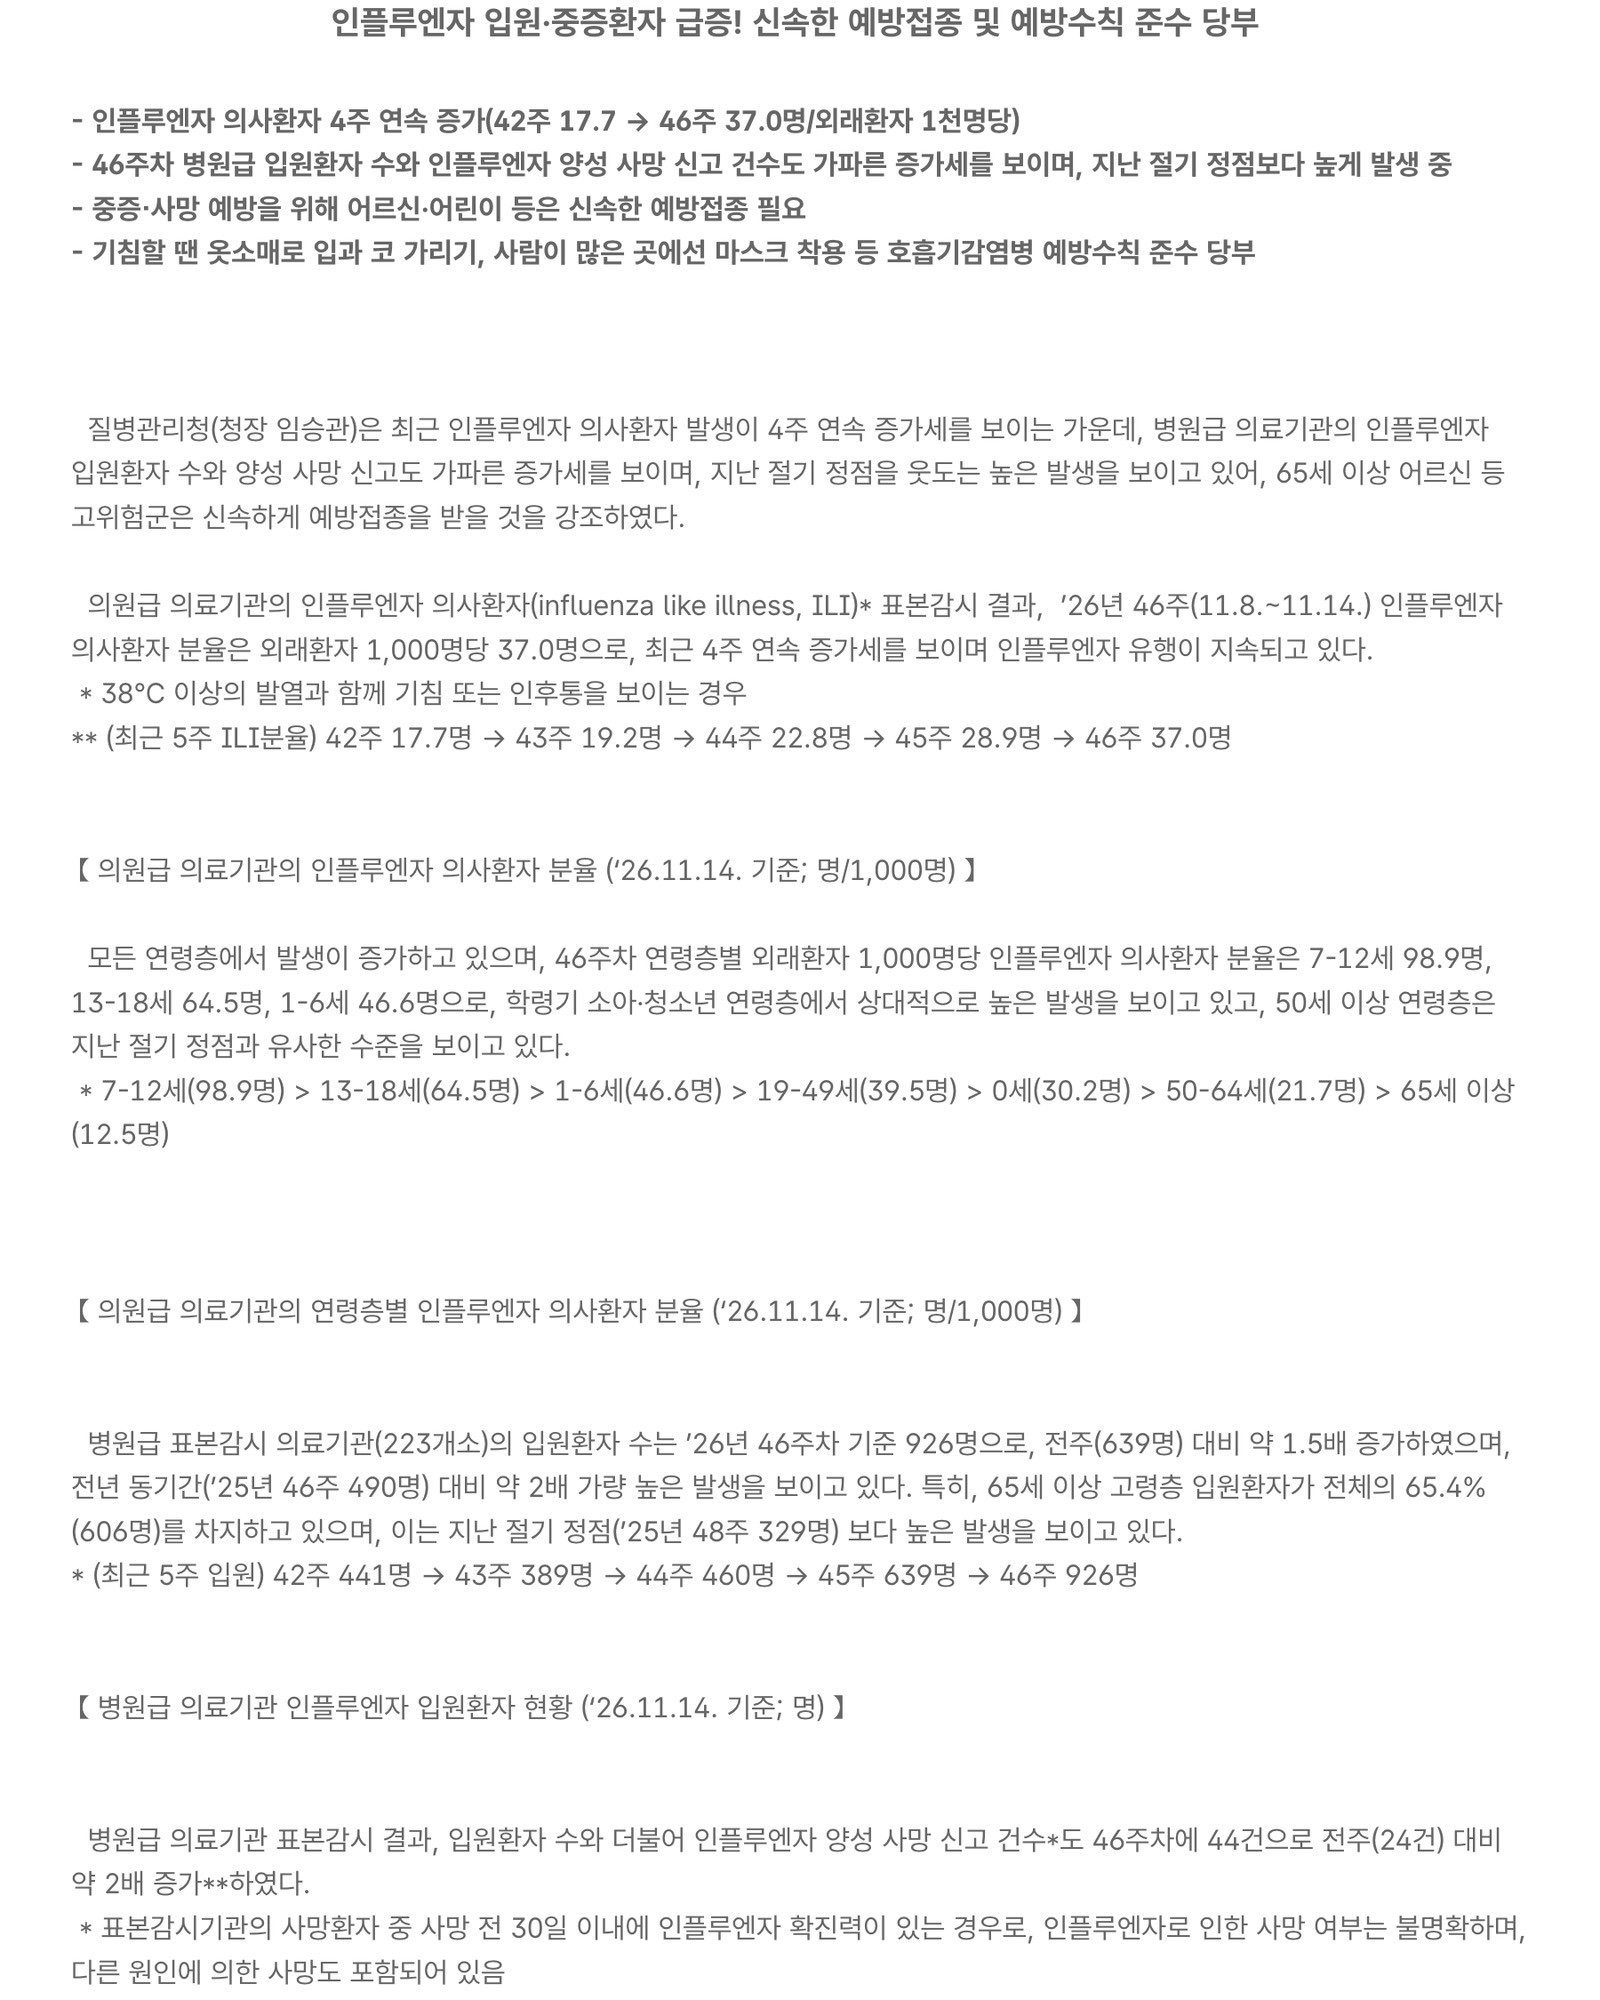 인플루엔자 입원·중증환자 급증! 신속한 예방접종 및 예방수칙 준수 당부
- 인플루엔자 의사환자 4주 연속 증가(42주 17.7 → 46주 37.0명/외래환자 1천명당)
- 46주차 병원급 입원환자 수와 인플루엔자 양성 사망 신고 건수도 가파른 증가세를 보이며, 지난 절기 정점보다 높게 발생 중
- 중증·사망 예방을 위해 어르신·어린이 등은 신속한 예방접종 필요
- 기침할 땐 옷소매로 입과 코 가리기, 사람이 많은 곳에선 마스크 착용 등 호흡기감염병 예방수칙 준수 당부
질병관리청(청장 임승관)은 최근 인플루엔자 의사환자 발생이 4주 연속 증가세를 보이는 가운데, 병원급 의료기관의 인플루엔자
입원환자 수와 양성 사망 신고도 가파른 증가세를 보이며, 지난 절기 정점을 웃도는 높은 발생을 보이고 있어, 65세 이상 어르신 등
고위험군은 신속하게 예방접종을 받을 것을 강조하였다.
의원급 의료기관의 인플루엔자 의사환자(influenza like illness, ILI)* 표본감시 결과, ’26년 46주(11.8.~11.14.) 인플루엔자
의사환자 분율은 외래환자 1,000명당 37.0명으로, 최근 4주 연속 증가세를 보이며 인플루엔자 유행이 지속되고 있다.
* 38℃ 이상의 발열과 함께 기침 또는 인후통을 보이는 경우
** (최근 5주 ILI분율) 42주 17.7명 → 43주 19.2명 → 44주 22.8명 → 45주 28.9명 → 46주 37.0명
【 의원급 의료기관의 인플루엔자 의사환자 분율 (‘26.11.14. 기준; 명/1,000명) 】
모든 연령층에서 발생이 증가하고 있으며, 46주차 연령층별 외래환자 1,000명당 인플루엔자 의사환자 분율은 7-12세 98.9명,
13-18세 64.5명, 1-6세 46.6명으로, 학령기 소아·청소년 연령층에서 상대적으로 높은 발생을 보이고 있고, 50세 이상 연령층은
지난 절기 정점과 유사한 수준을 보이고 있다.
* 7-12세(98.9명) > 13-18세(64.5명) > 1-6세(46.6명) > 19-49세(39.5명) > 0세(30.2명) > 50-64세(21.7명) > 65세 이상
(12.5명)
【 의원급 의료기관의 연령층별 인플루엔자 의사환자 분율 (‘26.11.14. 기준; 명/1,000명) 】
병원급 표본감시 의료기관(223개소)의 입원환자 수는 ’26년 46주차 기준 926명으로, 전주(639명) 대비 약 1.5배 증가하였으며,
전년 동기간(’25년 46주 490명) 대비 약 2배 가량 높은 발생을 보이고 있다. 특히, 65세 이상 고령층 입원환자가 전체의 65.4%
(606명)를 차지하고 있으며, 이는 지난 절기 정점(’25년 48주 329명) 보다 높은 발생을 보이고 있다.
* (최근 5주 입원) 42주 441명 → 43주 389명 → 44주 460명 → 45주 639명 → 46주 926명
【 병원급 의료기관 인플루엔자 입원환자 현황 (‘26.11.14. 기준; 명) 】
병원급 의료기관 표본감시 결과, 입원환자 수와 더불어 인플루엔자 양성 사망 신고 건수*도 46주차에 44건으로 전주(24건) 대비
약 2배 증가**하였다.
* 표본감시기관의 사망환자 중 사망 전 30일 이내에 인플루엔자 확진력이 있는 경우로, 인플루엔자로 인한 사망 여부는 불명확하며,
다른 원인에 의한 사망도 포함되어 있음